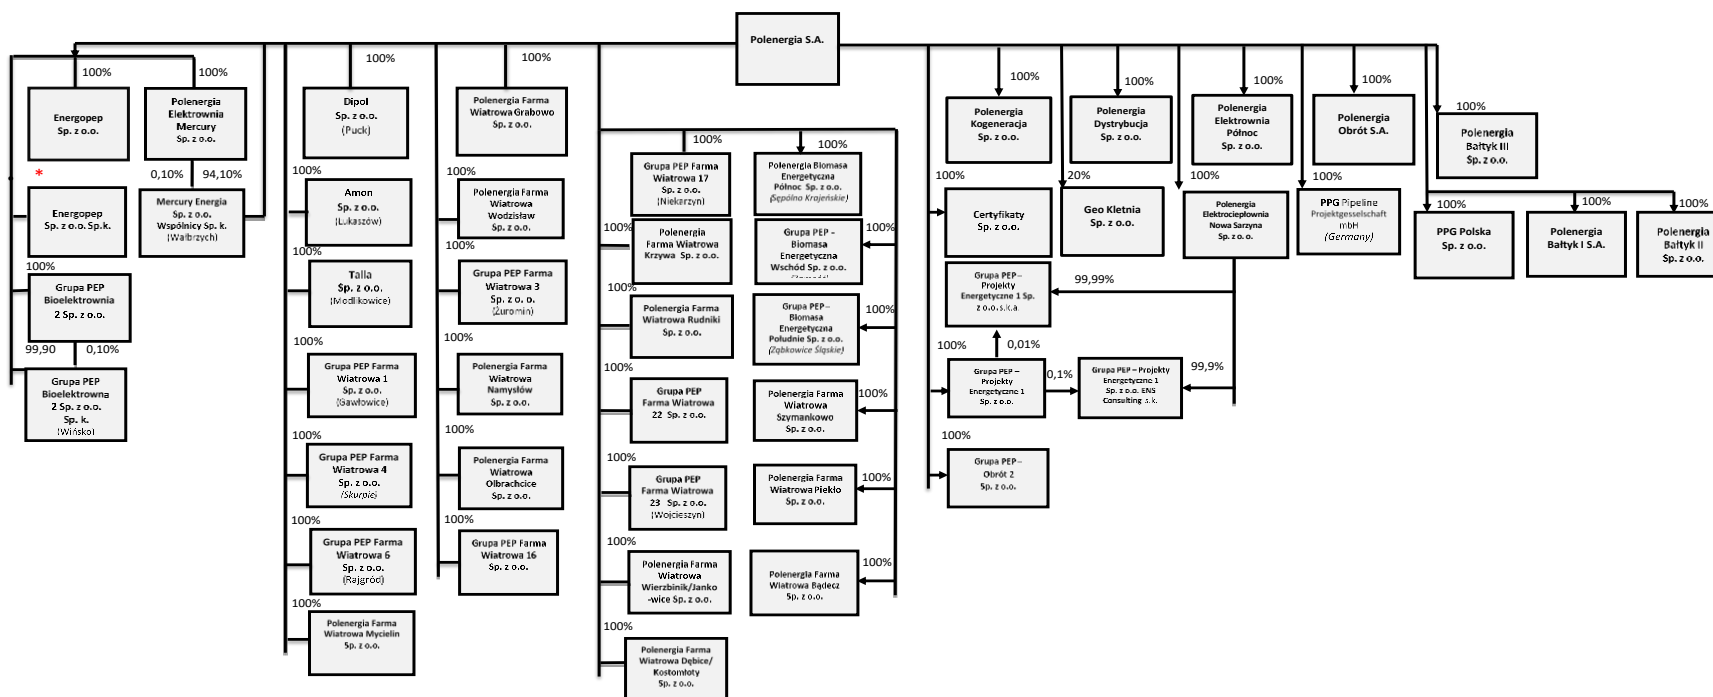 Polenergia S.A.
100%
Energopep
Sp. z o.o.
*
Energopep
Sp. z o.o. Sp.k.
100%
Grupa PEP
Bioelektrownia
2 Sp. z o.o.
99,90
0,10%
Grupa PEP
Bioelektrowna
2 Sp. z o.o.
Sp. k.
(Wińsko)
100%
Polenergia
Elektrownia
Mercury
Sp. z o.o.
0,10%
94,10%
Mercury Energia
Sp. z o.o.
Wspólnicy Sp. k.
(Wałbrzych)
100%
Dipol
Sp. z o.o.
(Puck)
100%
Amon
Sp. z o.o.
(Łukaszów)
100%
Talia
Sp. z o.o.
(Modlikowice)
100%
Grupa PEP Farma
Wiatrowa 1
Sp. z o.o.
(Gawłowice)
100%
Grupa PEP Farma
Wiatrowa 4
Sp. z o.o.
(Skurpie)
100%
Grupa PEP Farma
Wiatrowa 6
Sp. z o.o.
(Rajgród)
100%
Polenergia Farma
Wiatrowa Mycielin
Sp. z o.o.
100%
Polenergia Farma
Wiatrowa Grabowo
Sp. z o.o.
100%
Polenergia Farma
Wiatrowa
Wodzisław
Sp. z o.o.
100%
Grupa PEP Farma
Wiatrowa 3
Sp. z o. o.
(Żuromin)
100%
Polenergia Farma
Wiatrowa
Namysłów
Sp. z o.o.
100%
Polenergia Farma
Wiatrowa
Olbrachcice
Sp. z o.o.
100%
Grupa PEP Farma
Wiatrowa 16
Sp. z o.o.
100%
Grupa PEP Farma
Wiatrowa 17
Sp. z o.o.
(Niekarzyn)
100%
Polenergia
Farma Wiatrowa
Krzywa Sp. z o.o.
100%
Polenergia Farma
Wiatrowa Rudniki
Sp. z o.o.
100%
Grupa PEP
Farma Wiatrowa
22 Sp. z o.o.
100%
Grupa PEP
Farma Wiatrowa
23 Sp. z o.o.
(Wojcieszyn)
100%
Polenergia Farma
Wiatrowa
Wierzbinik/Janko
-wice Sp. z o.o.
100%
Polenergia Farma
Wiatrowa Dębice/
Kostomłoty
Sp. z o.o.
100%
Polenergia Biomasa
Energetyczna
Północ Sp. z o.o.
(Sępólno Krajeńskie)
100%
Grupa PEP –
Biomasa
Energetyczna
Wschód Sp. z o.o.
100%
Grupa PEP –
Biomasa
Energetyczna
Południe Sp. z o.o.
(Ząbkowice Śląskie)
100%
Polenergia Farma
Wiatrowa
Szymankowo
Sp. z o.o.
100%
Polenergia Farma
Wiatrowa Piekło
Sp. z o.o.
100%
Polenergia Farma
Wiatrowa Bądecz
Sp. z o.o.
100%
Polenergia
Kogeneracja
Sp. z o.o.
100%
Certyfikaty
Sp. z o.o.
Grupa PEP –
Projekty
Energetyczne 1 Sp.
z o.o. s.k.a.
99,99%
0,01%
100%
Grupa PEP –
Projekty
Energetyczne 1
Sp. z o.o.
0,1%
Grupa PEP – Projekty
Energetyczne 1
Sp. z o.o. ENS
Consulting s.k.
99,9%
100%
Grupa PEP –
Obrót 2
Sp. z o.o.
100%
Polenergia
Dystrybucja
Sp. z o.o.
20%
Geo Kletnia
Sp. z o.o.
100%
Polenergia
Elektrownia
Północ
Sp. z o.o.
100%
Polenergia
Elektrociepłownia
Nowa Sarzyna
Sp. z o.o.
100%
Polenergia
Obrót S.A.
100%
PPG Pipeline
Projektgesselschaft
mbH
(Germany)
100%
Polenergia
Bałtyk III
Sp. z o.o.
100%
PPG Polska
Sp. z o.o.
100%
Polenergia
Bałtyk I S.A.
100%
Polenergia
Bałtyk II
Sp. z o.o.